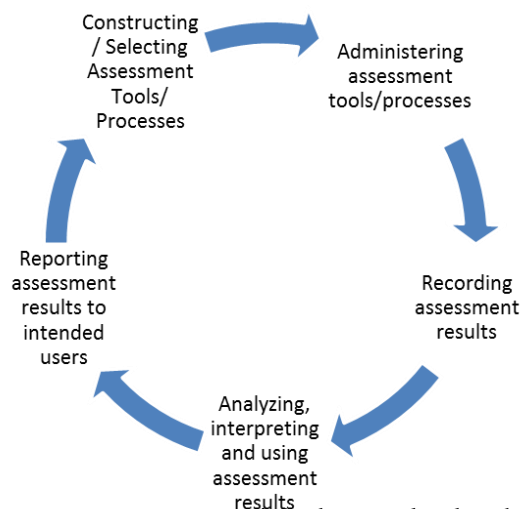 Constructing
/ Selecting
Assessment
Tools/
Processes
Administering
assessment
tools/processes
Recording
assessment
results
Analyzing,
interpreting
and using
assessment
results
Reporting
assessment
results to
intended
users